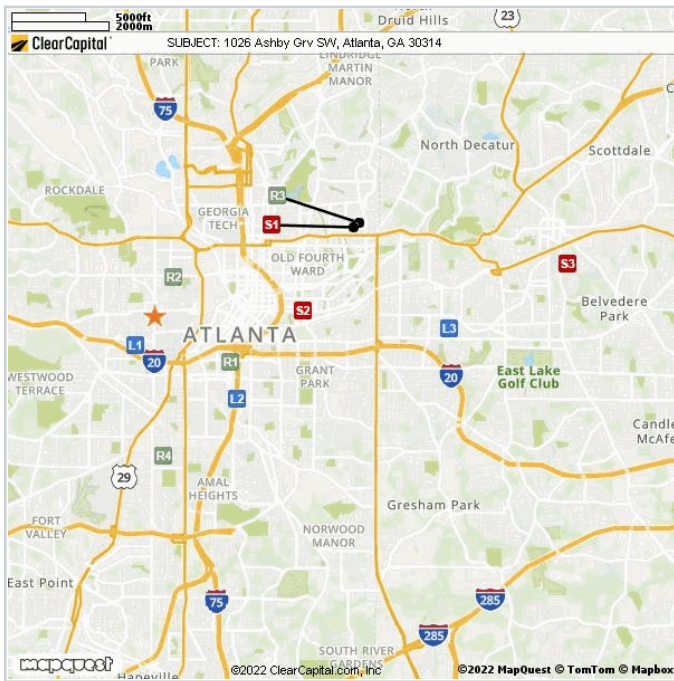 5000ft
2000m
Druid Hills
23
ClearCapital
SUBJECT: 1026 Ashby Grv SW, Atlanta, GA 30314
PARK
LINDRIDGE
MARTIN
MANOR
75
North Decatur
Scottdale
ROCKDALE
R3
GEORGIA
TECH
S1
OLD FOURTH
WARD
S3
R2
S2
Belvedere
Park
L1
ATLANTA
L3
20
R1
WESTWOOD
TERRACE
GRANT
PARK
20
East Lake
Golf Club
L2
Candle
McAfe
R4
29
AMAL
HEIGHTS
Gresham Park
FORT
VALLEY
NORWOOD
MANOR
East Point
75
285
285
SOUTH RIVER
GARDENS
mapquest
Hapeville
©2022 ClearCapital.com, Inc
©2022 MapQuest © TomTom © Mapbox